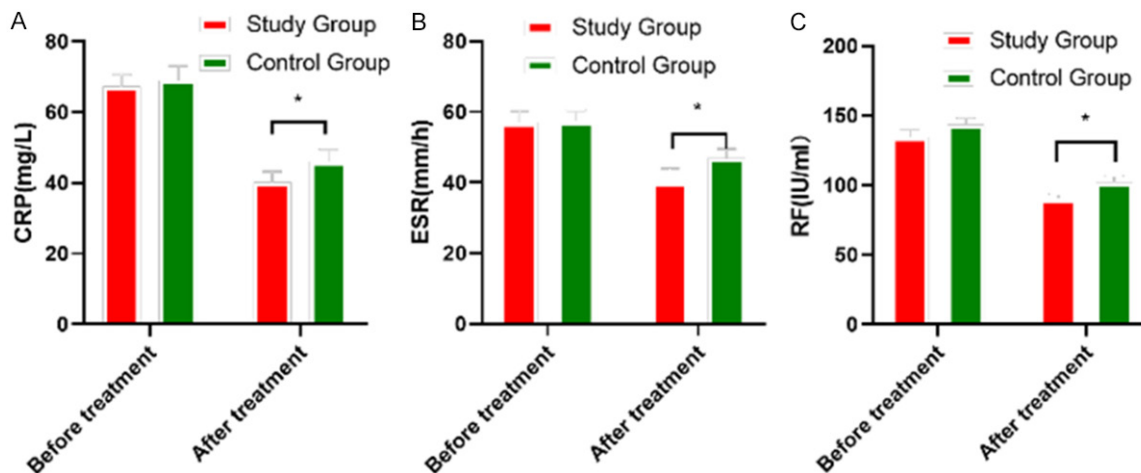 A
CRP(mg/L)
80
60
40
20
0
Study Group
Control Group
*
Before treatment
After treatment
B
ESR(mm/h)
80
60
40
20
0
Study Group
Control Group
*
Before treatment
After treatment
C
RF(IU/ml)
200
150
100
50
0
Study Group
Control Group
*
Before treatment
After treatment